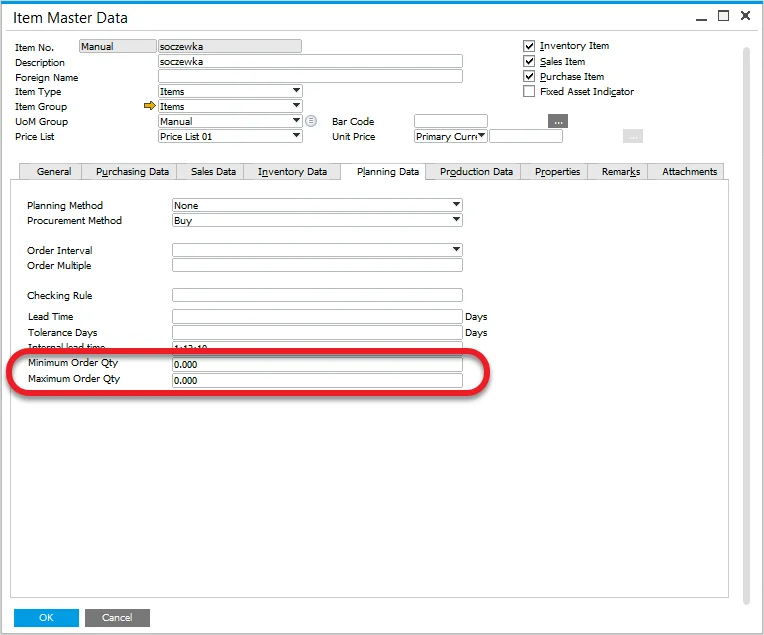 Item Master Data
Item No. Manual soczewka
Description soczewka
Foreign Name
Item Type Items
Item Group Items
UoM Group Manual
Price List Price List 01
Bar Code ...
Unit Price Primary Curre ...
Inventory Item
Sales Item
Purchase Item
Fixed Asset Indicator
General Purchasing Data Sales Data Inventory Data Planning Data Production Data Properties Remarks Attachments
Planning Method None
Procurement Method Buy
Order Interval
Order Multiple
Checking Rule
Lead Time Days
Tolerance Days Days
Internal lead time
Minimum Order Qty 0.000
Maximum Order Qty 0.000
OK Cancel